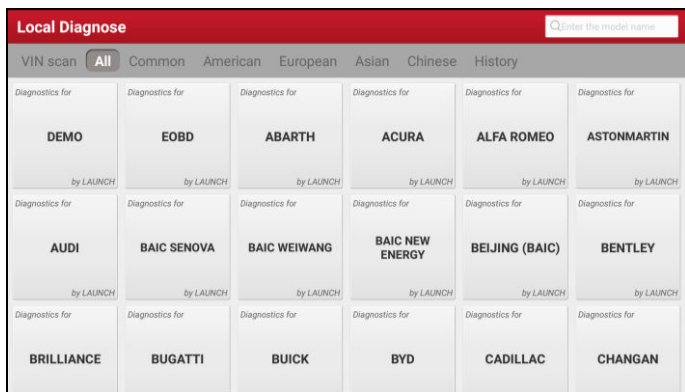 Local Diagnose
Enter the model name
VIN scan All Common American European Asian Chinese History
Diagnostics for Diagnostics for Diagnostics for Diagnostics for Diagnostics for Diagnostics for
DEMO EOBD ABARTH ACURA ALFA ROMEO ASTONMARTIN
by LAUNCH by LAUNCH by LAUNCH by LAUNCH by LAUNCH by LAUNCH
Diagnostics for Diagnostics for Diagnostics for Diagnostics for Diagnostics for Diagnostics for
AUDI BAIC SENOVA BAIC WEIWANG BAIC NEW ENERGY BEIJING (BAIC) BENTLEY
by LAUNCH by LAUNCH by LAUNCH by LAUNCH by LAUNCH by LAUNCH
Diagnostics for Diagnostics for Diagnostics for Diagnostics for Diagnostics for Diagnostics for
BRILLIANCE BUGATTI BUICK BYD CADILLAC CHANGAN